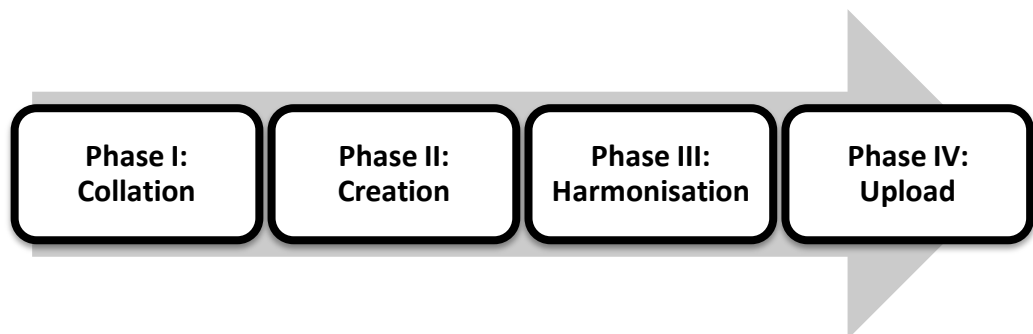 Phase I:
Collation
Phase II:
Creation
Phase III:
Harmonisation
Phase IV:
Upload